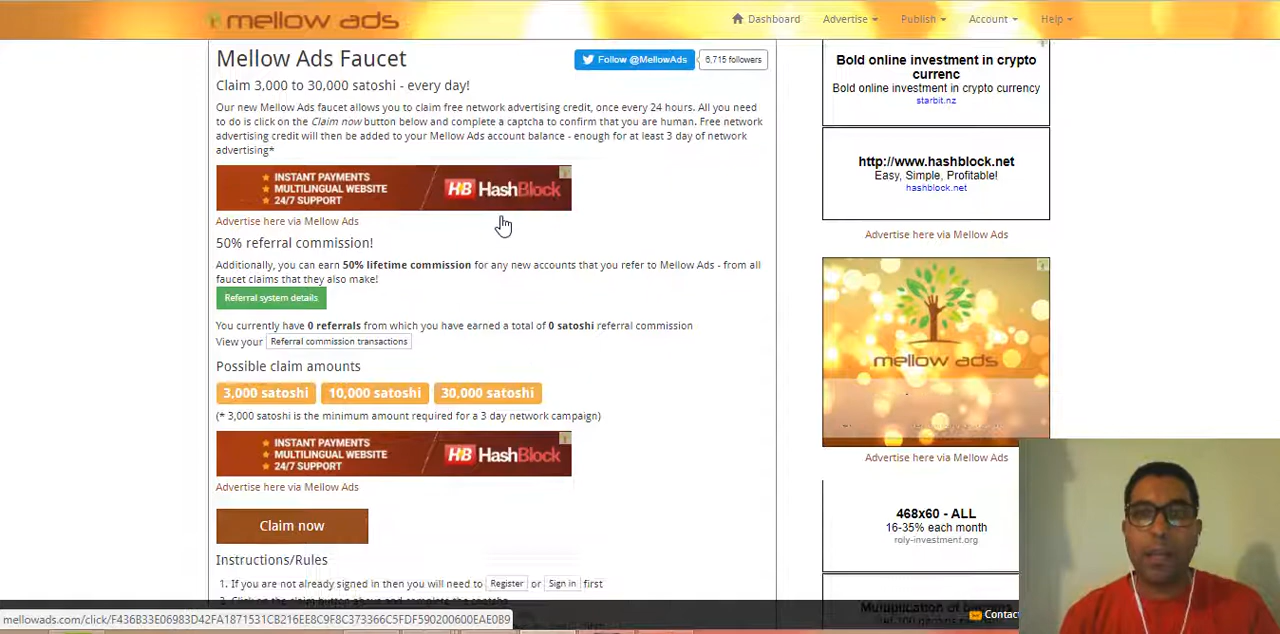 mellow ads
Dashboard
Advertise
Publish
Account
Help
Mellow Ads Faucet
Follow @MellowAds
6,715 followers
Claim 3,000 to 30,000 satoshi - every day!
Our new Mellow Ads faucet allows you to claim free network advertising credit, once every 24 hours. All you need
to do is click on the Claim now button below and complete a captcha to confirm that you are human. Free network
advertising credit will then be added to your Mellow Ads account balance - enough for at least 3 day of network
advertising*
INSTANT PAYMENTS
MULTILINGUAL WEBSITE
24/7 SUPPORT
HB HashBlock
Advertise here via Mellow Ads
50% referral commission!
Additionally, you can earn 50% lifetime commission for any new accounts that you refer to Mellow Ads - from all
faucet claims that they also make!
Referral system details
You currently have 0 referrals from which you have earned a total of 0 satoshi referral commission
View your Referral commission transactions
Possible claim amounts
3,000 satoshi 10,000 satoshi 30,000 satoshi
(* 3,000 satoshi is the minimum amount required for a 3 day network campaign)
INSTANT PAYMENTS
MULTILINGUAL WEBSITE
24/7 SUPPORT
HB HashBlock
Advertise here via Mellow Ads
Claim now
Instructions/Rules
1. If you are not already signed in then you will need to Register or Sign in first
Bold online investment in crypto
currenc
Bold online investment in crypto currency
starbit.nz
http://www.hashblock.net
Easy, Simple, Profitable!
hashblock.net
Advertise here via Mellow Ads
mellow ads
Advertise here via Mellow Ads
468x60 - ALL
16-35% each month
roly-investment.org
Contac
mellowads.com/click/F436B33E06983D42FA1871531C8216EE8C9F8C373366C5FDF590200600EAE0B9